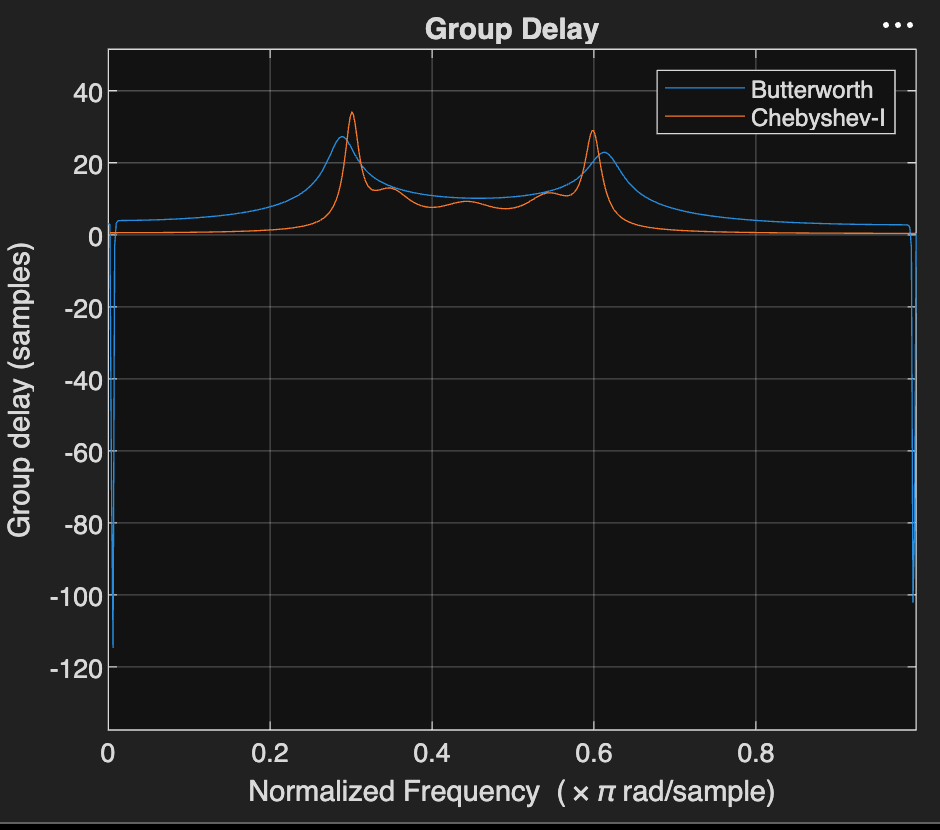 Group Delay
Butterworth
Chebyshev-I
40
20
0
-20
-40
-60
-80
-100
-120
Group delay (samples)
0
0.2
0.4
0.6
0.8
Normalized Frequency (× π rad/sample)